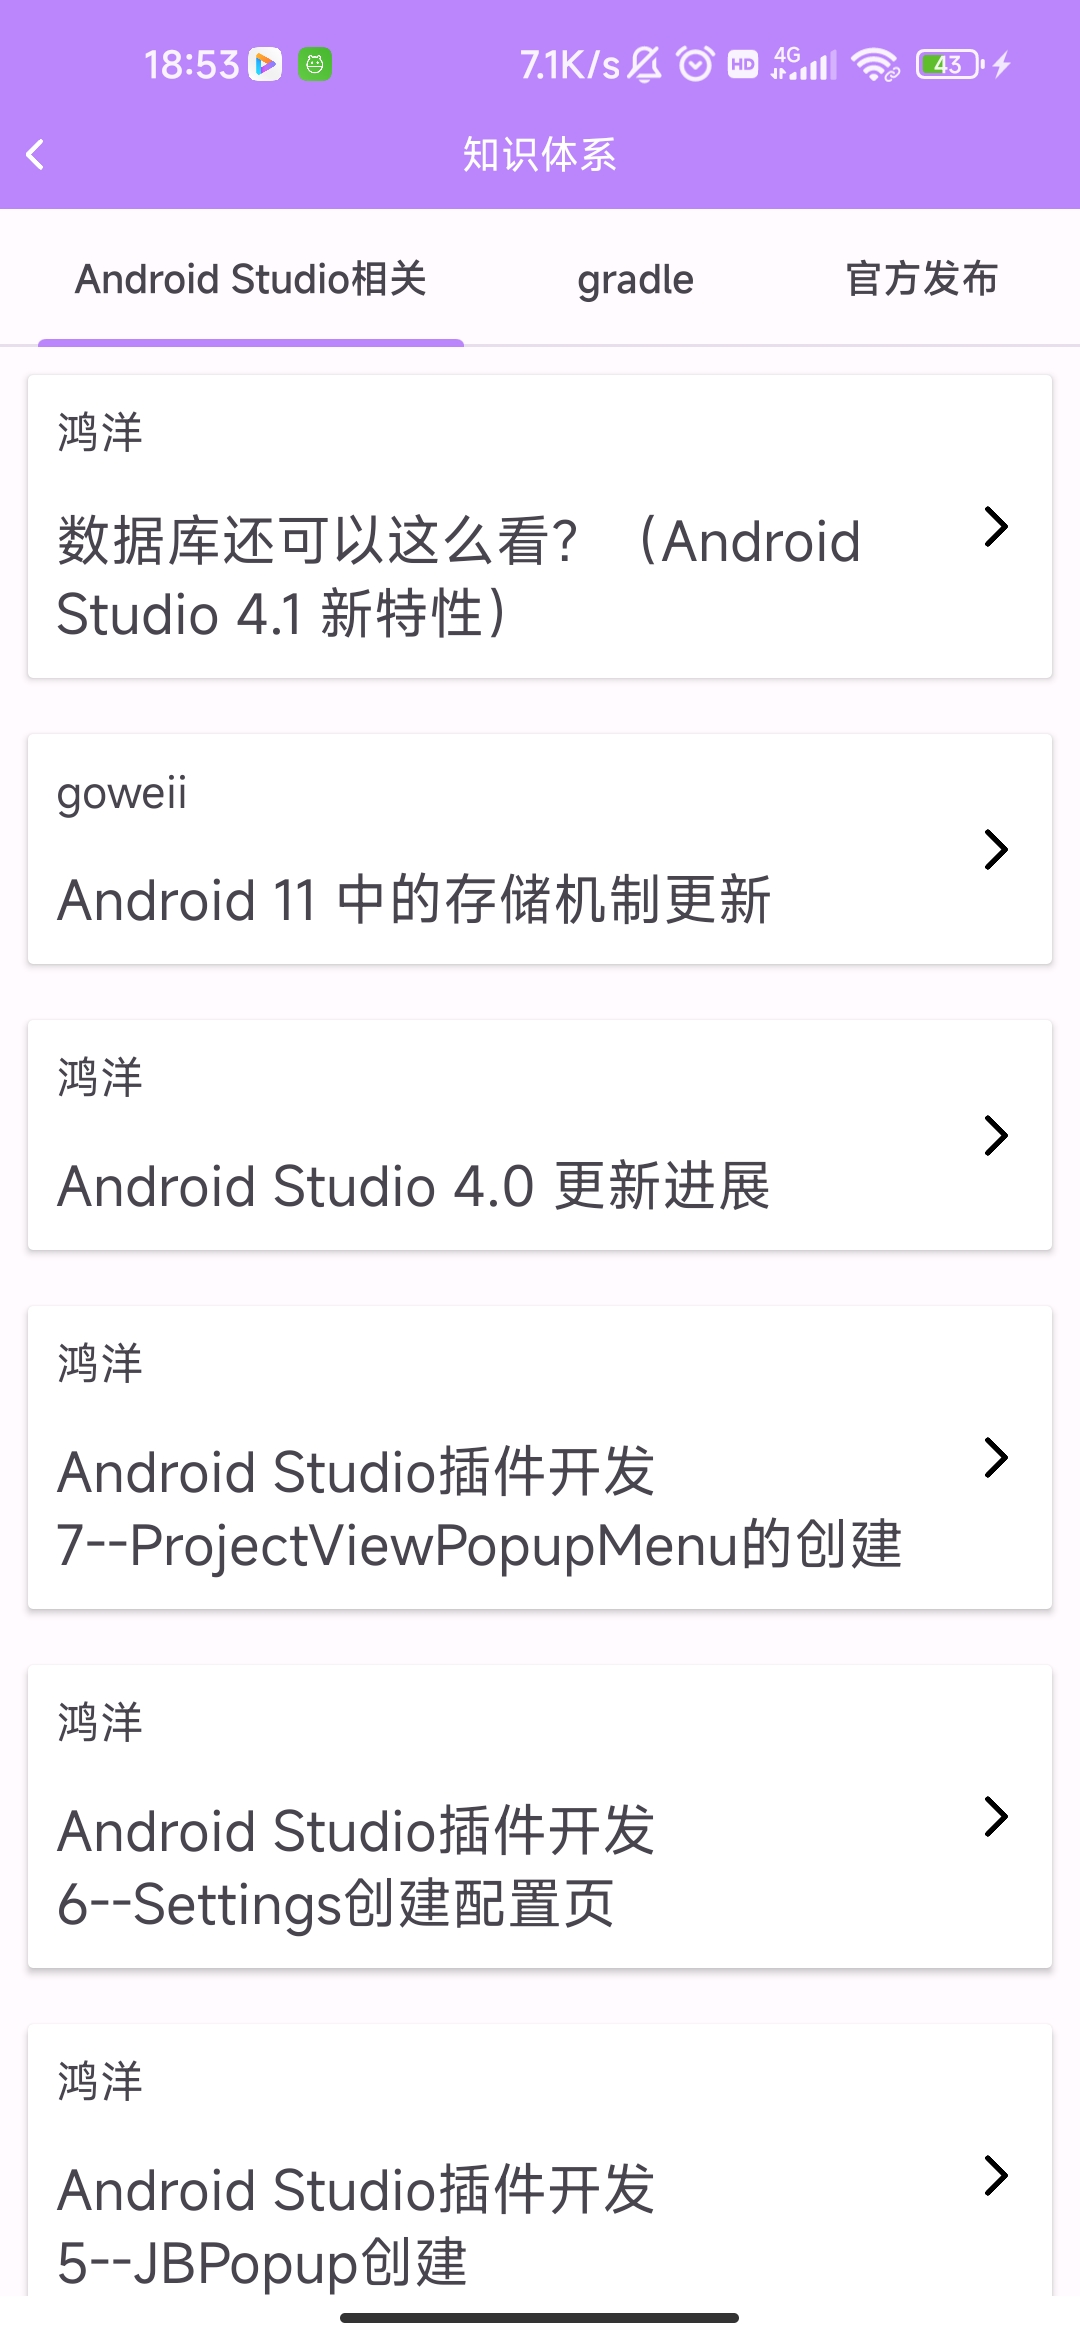 18:53 7.1K/s HD 4G 43
知识体系
Android Studio相关 gradle 官方发布
鸿洋
数据库还可以这么看？（Android
Studio 4.1 新特性）
goweii
Android 11 中的存储机制更新
鸿洋
Android Studio 4.0 更新进展
鸿洋
Android Studio插件开发
7--ProjectViewPopupMenu的创建
鸿洋
Android Studio插件开发
6--Settings创建配置页
鸿洋
Android Studio插件开发
5--JBPopup创建